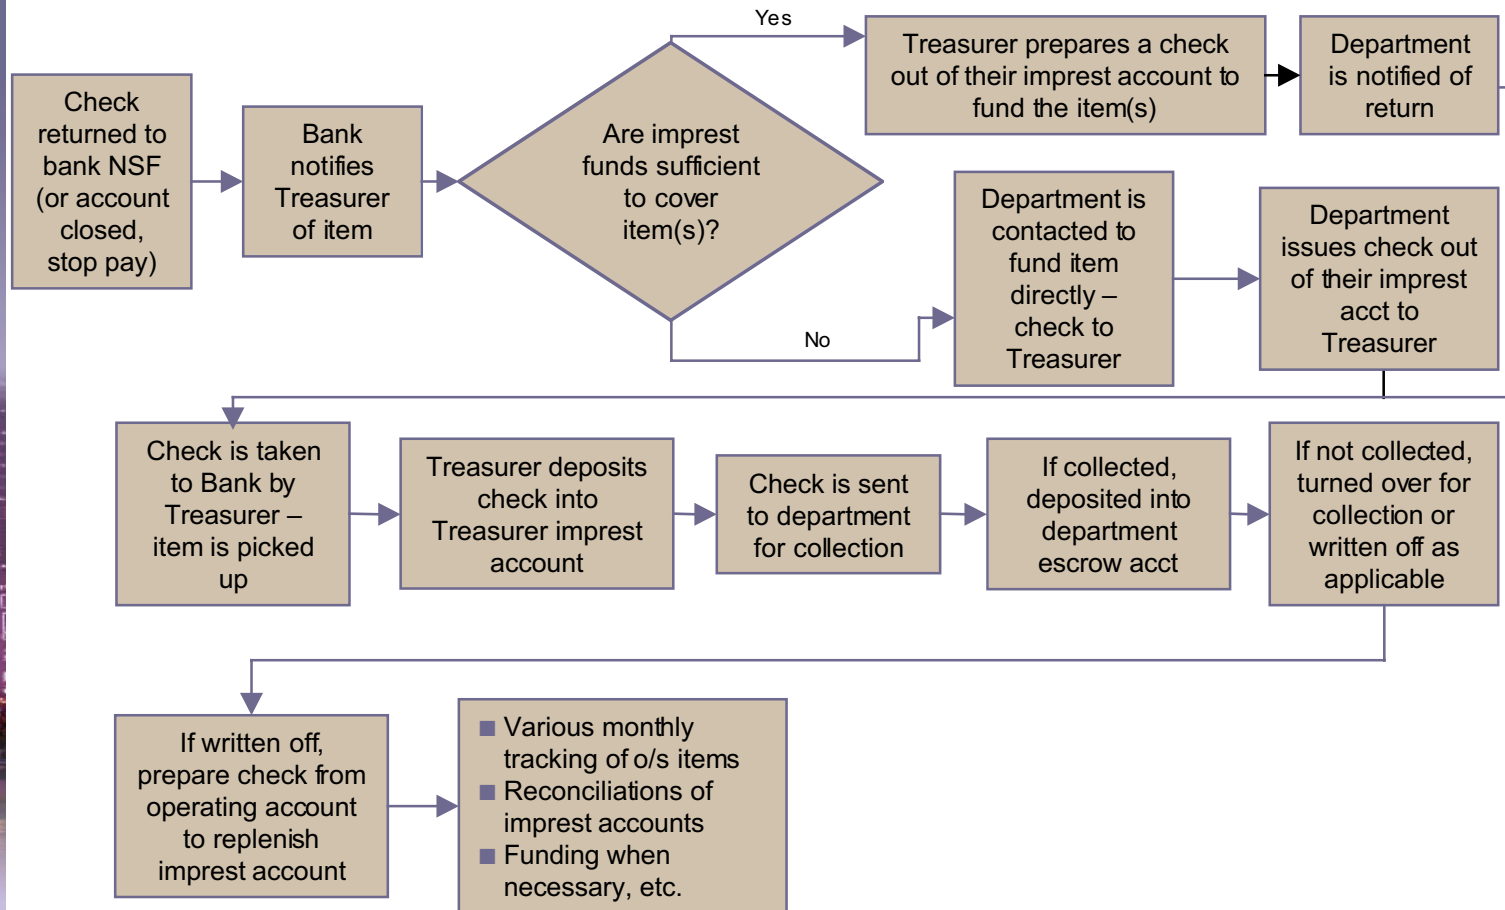 Check
returned to
bank NSF
(or account
closed,
stop pay)
Bank
notifies
Treasurer
of item
Are imprest
funds sufficient
to cover
item(s)?
Yes
Treasurer prepares a check
out of their imprest account to
fund the item(s)
Department
is notified of
return
No
Department is
contacted to
fund item
directly –
check to
Treasurer
Department
issues check out
of their imprest
acct to
Treasurer
Check is taken
to Bank by
Treasurer –
item is picked
up
Treasurer deposits
check into
Treasurer imprest
account
Check is sent
to department
for collection
If collected,
deposited into
department
escrow acct
If not collected,
turned over for
collection or
written off as
applicable
If written off,
prepare check from
operating account
to replenish
imprest account
■ Various monthly
tracking of o/s items
■ Reconciliations of
imprest accounts
■ Funding when
necessary, etc.